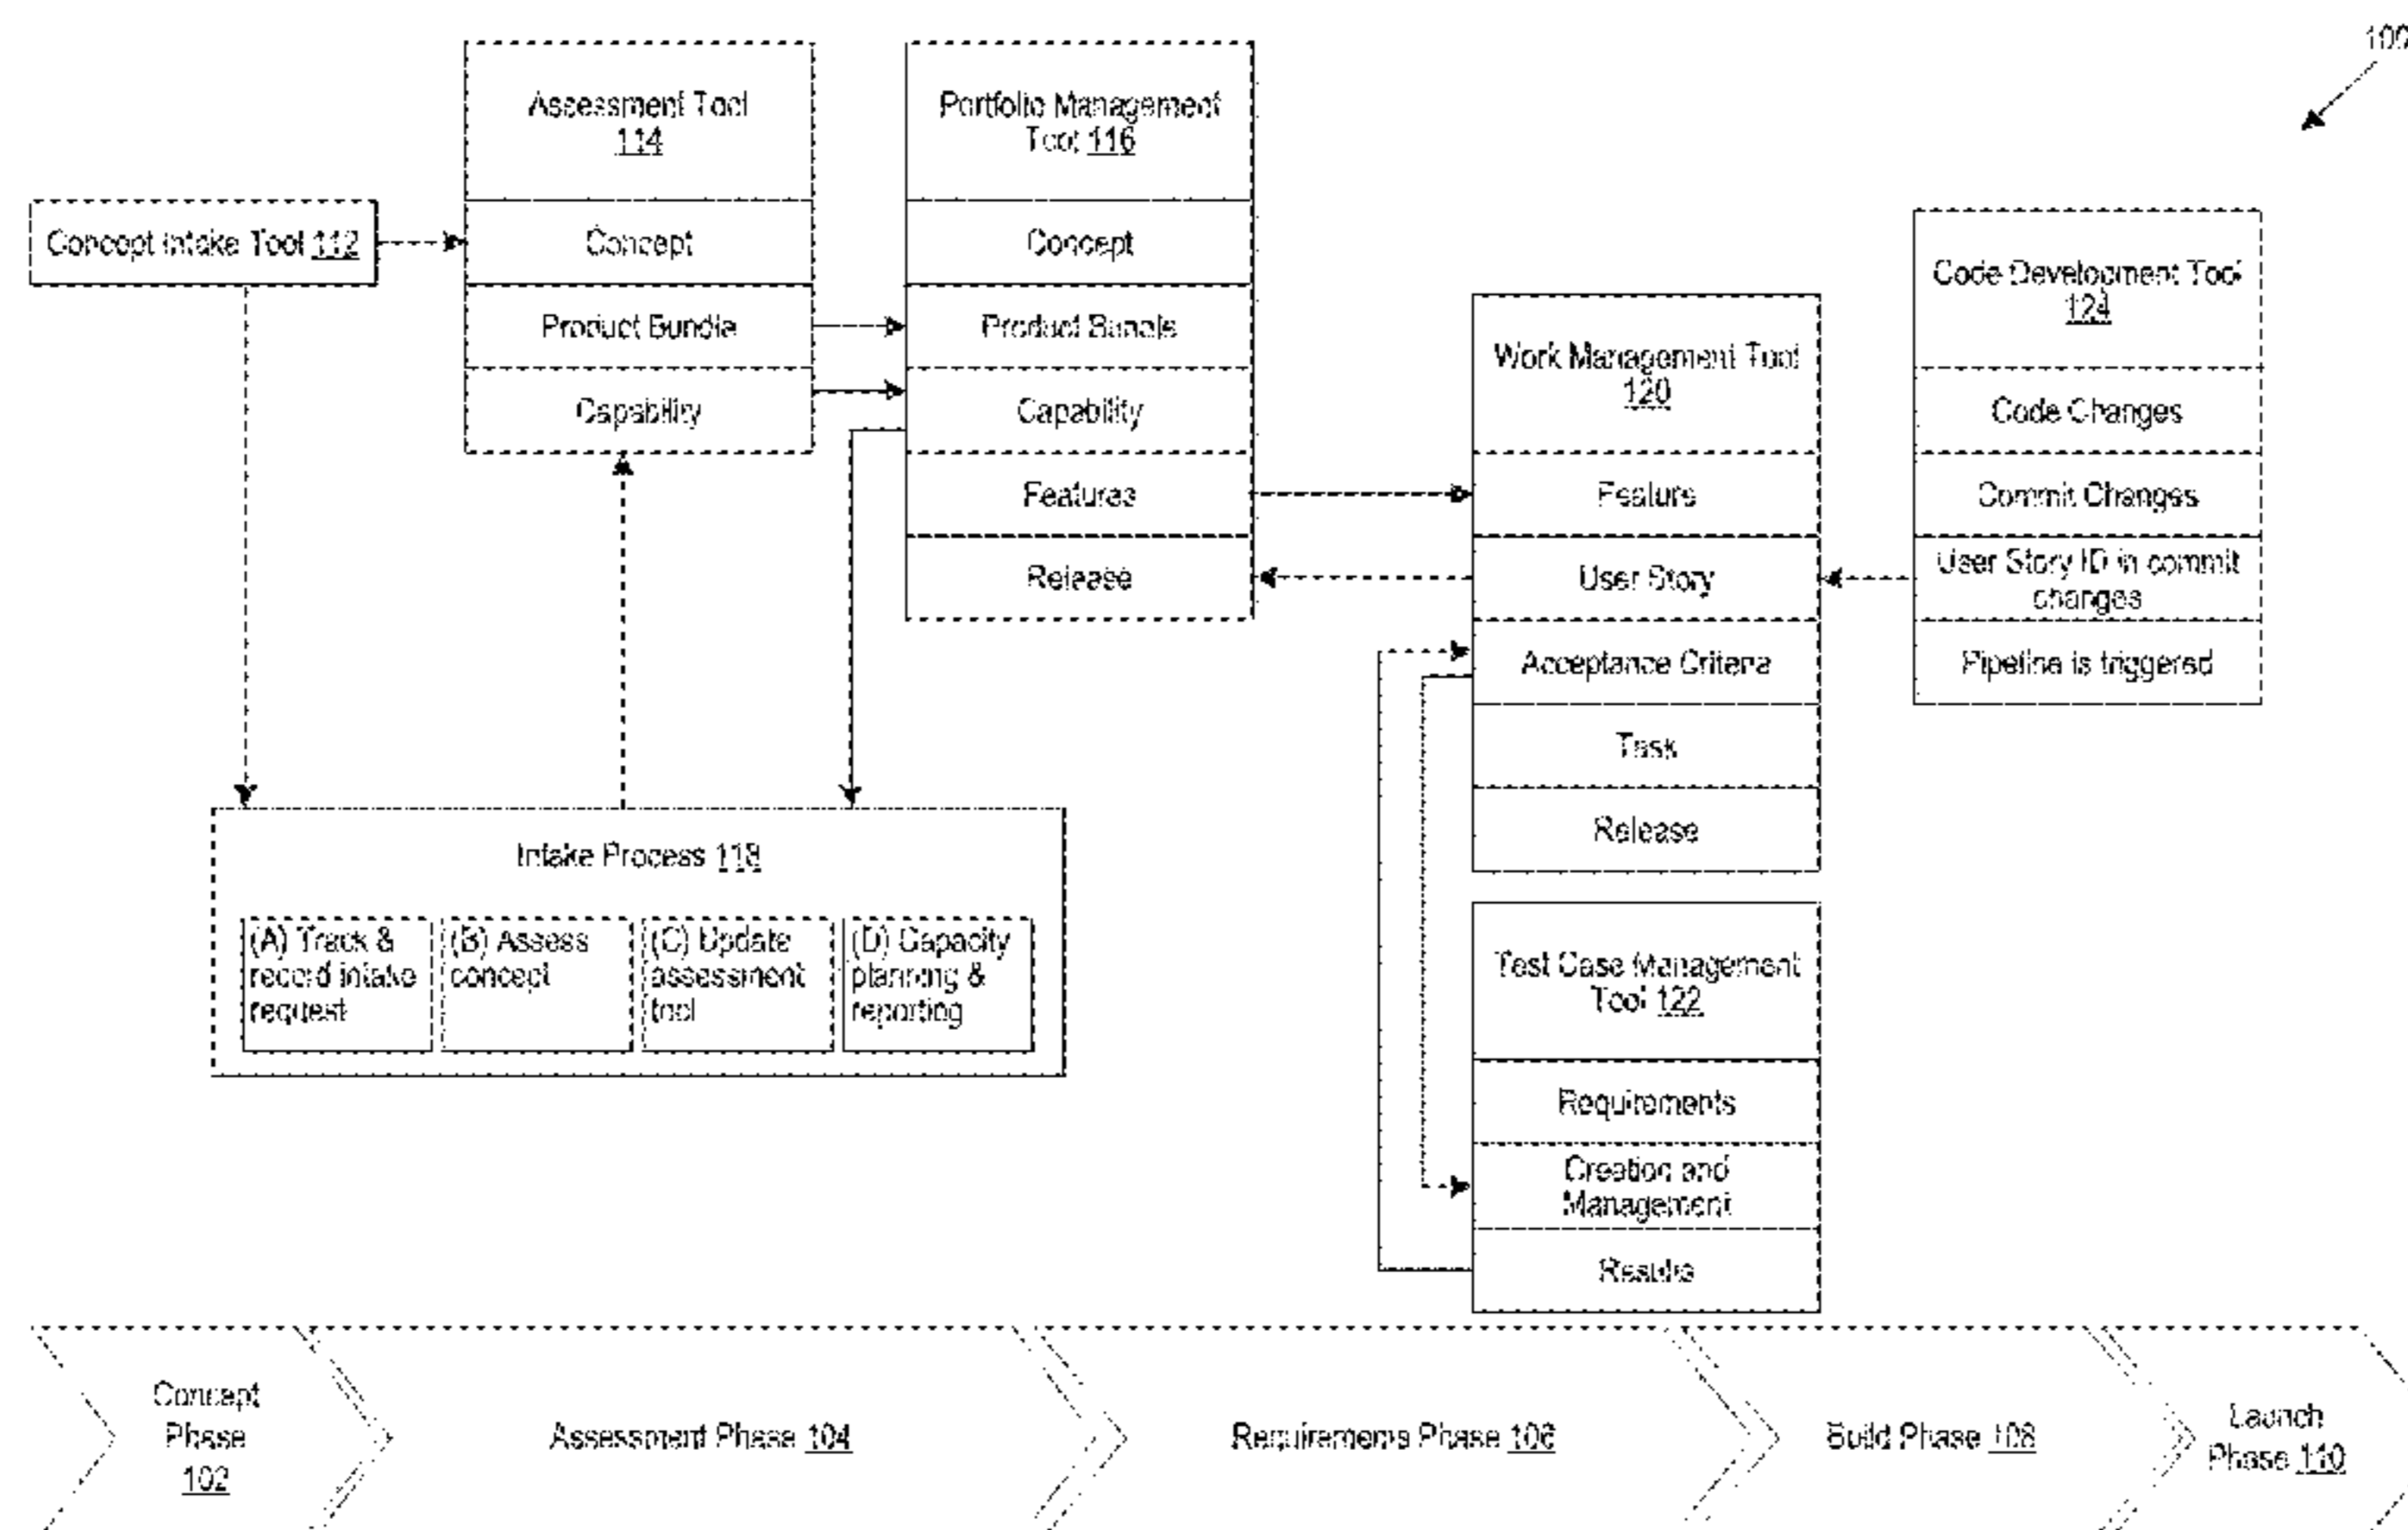 100
Assessment Tool
114
Portfolio Management
Tool 116
Concept Intake Tool 112
Concept
Product Bundle
Capability
Concept
Product Bundle
Capability
Features
Release
Work Management Tool
120
Feature
User Story
Acceptance Criteria
Task
Release
Code Development Tool
124
Code Changes
Commit Changes
User Story ID in commit
changes
Pipeline is triggered
Intake Process 118
(A) Track &
record intake
request
(B) Assess
concept
(C) Update
assessment
tool
(D) Capacity
planning &
reporting
Test Case Management
Tool 122
Requirements
Creation and
Management
Results
Concept
Phase
102
Assessment Phase 104
Requirements Phase 106
Build Phase 108
Launch
Phase 110